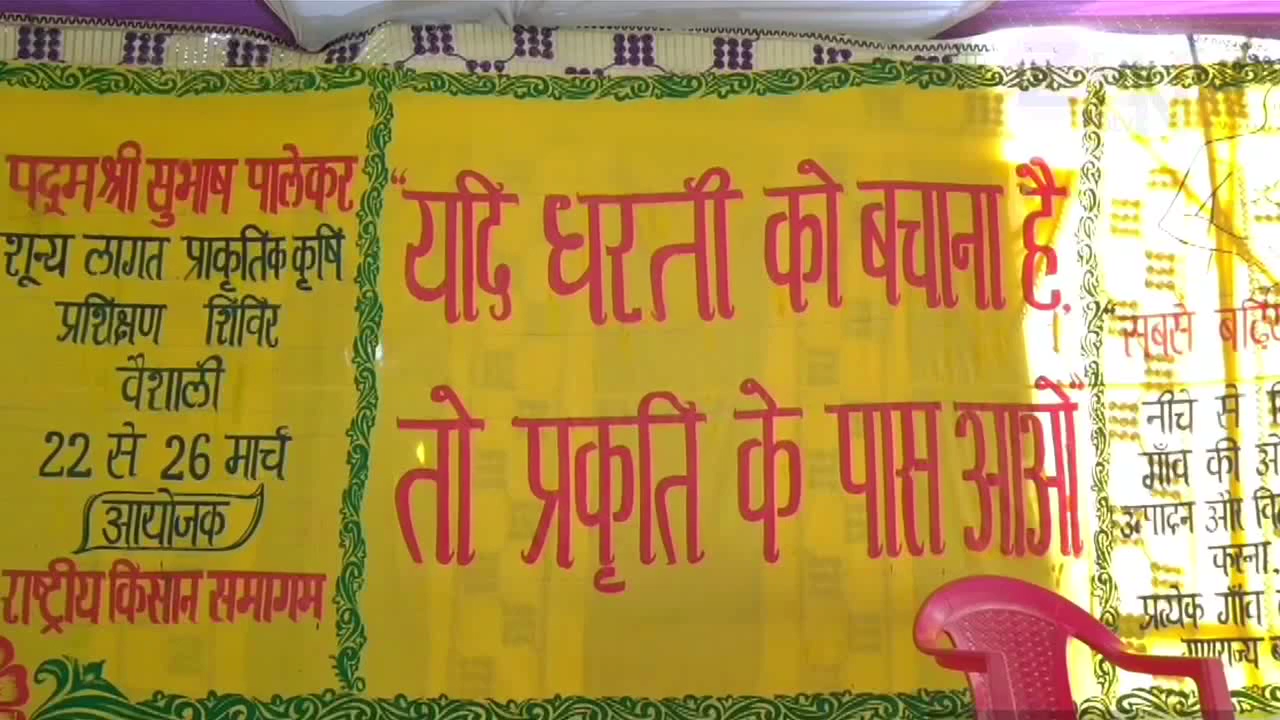 पद्मश्री सुभाष पालेकर
शून्य लागत प्राकृतिक कृषि
प्रशिक्षण शिविर
वैशाली
22 से 26 मार्च
आयोजक
राष्ट्रीय किसान समागम
“यदि धरती को बचाना है,
तो प्रकृति के पास आओ”
“सबसे
नीचे से
गाँव की
उत्पादन और
करना,
प्रत्येक गाँव